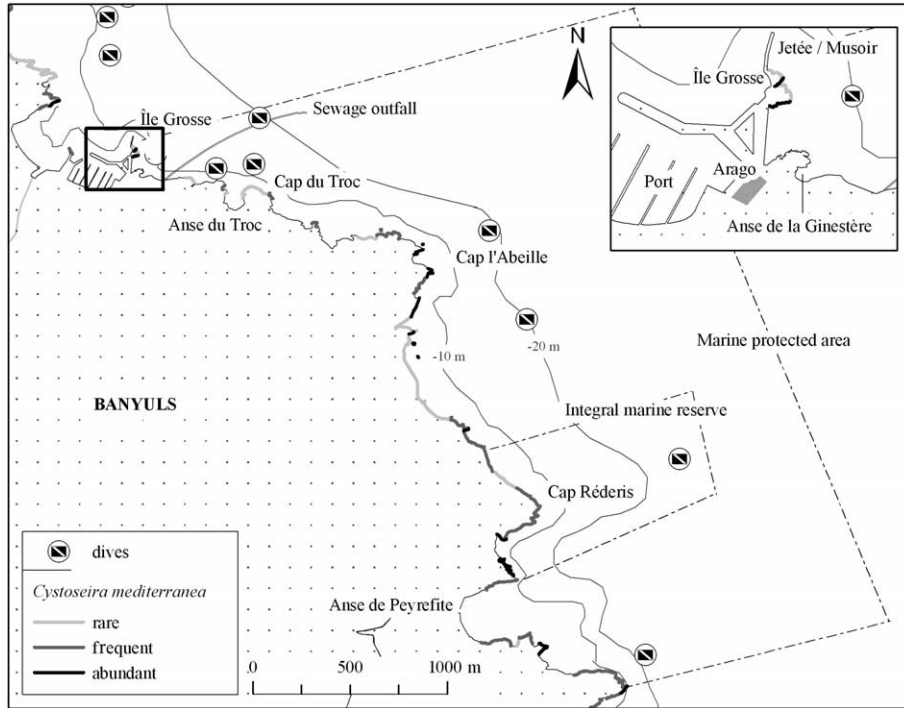 N
Jetée / Musoir
Île Grosse
Arago
Port
Anse de la Ginestère
Île Grosse
Sewage outfall
Cap du Troc
Anse du Troc
Cap l'Abeille
-10 m
-20 m
Marine protected area
BANYULS
Integral marine reserve
Cap Réderis
Anse de Peyrefite
dives
Cystoseira mediterranea
rare
frequent
abundant
0 500 1000 m